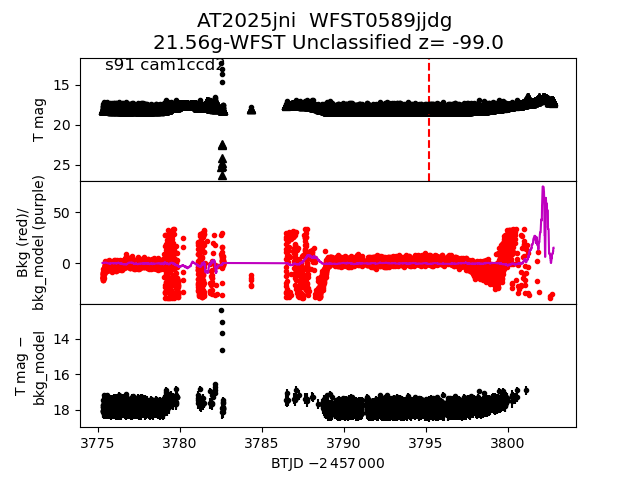 AT2025jni WFST0589jjdg
21.56g-WFST Unclassified z= -99.0
s91 cam1ccd2
T mag
15
20
25
Bkg (red)/
bkg_model (purple)
50
0
T mag −
bkg_model
14
16
18
3775 3780 3785 3790 3795 3800
BTJD −2 457 000